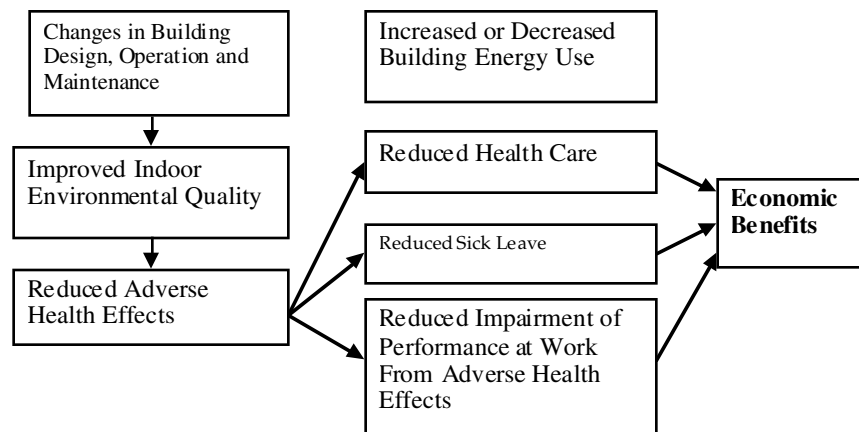 Changes in Building
Design, Operation and
Maintenance
Improved Indoor
Environmental Quality
Reduced Adverse
Health Effects
Increased or Decreased
Building Energy Use
Reduced Health Care
Reduced Sick Leave
Reduced Impairment of
Performance at Work
From Adverse Health
Effects
Economic
Benefits